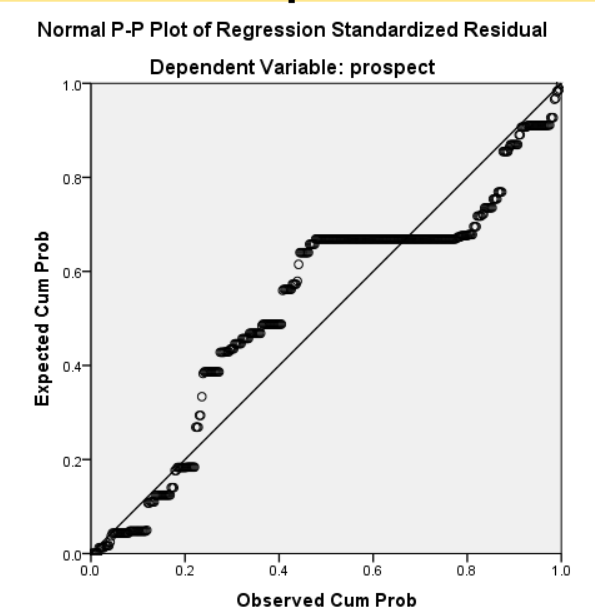 Normal P-P Plot of Regression Standardized Residual
Dependent Variable: prospect
1.0
0.8
0.6
0.4
0.2
0.0
Expected Cum Prob
0.0 0.2 0.4 0.6 0.8 1.0
Observed Cum Prob